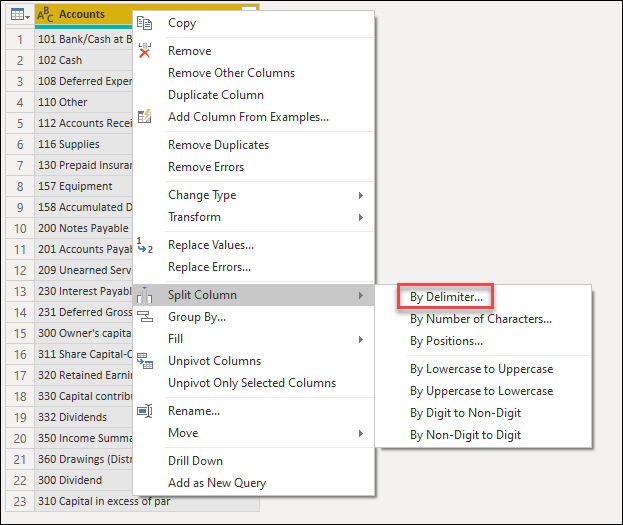 ABC Accounts
1 101 Bank/Cash at B
2 102 Cash
3 108 Deferred Exper
4 110 Other
5 112 Accounts Recei
6 116 Supplies
7 130 Prepaid Insuran
8 157 Equipment
9 158 Accumulated D
10 200 Notes Payable
11 201 Accounts Payab
12 209 Unearned Serv
13 230 Interest Payabl
14 231 Deferred Gross
15 300 Owner's capita
16 311 Share Capital-C
17 320 Retained Earnin
18 330 Capital contribu
19 332 Dividends
20 350 Income Summa
21 360 Drawings (Distr
22 300 Dividend
23 310 Capital in excess of par
Copy
Remove
Remove Other Columns
Duplicate Column
Add Column From Examples...
Remove Duplicates
Remove Errors
Change Type
Transform
Replace Values...
Replace Errors...
Split Column
Group By...
Fill
Unpivot Columns
Unpivot Only Selected Columns
Rename...
Move
Drill Down
Add as New Query
By Delimiter...
By Number of Characters...
By Positions...
By Lowercase to Uppercase
By Uppercase to Lowercase
By Digit to Non-Digit
By Non-Digit to Digit